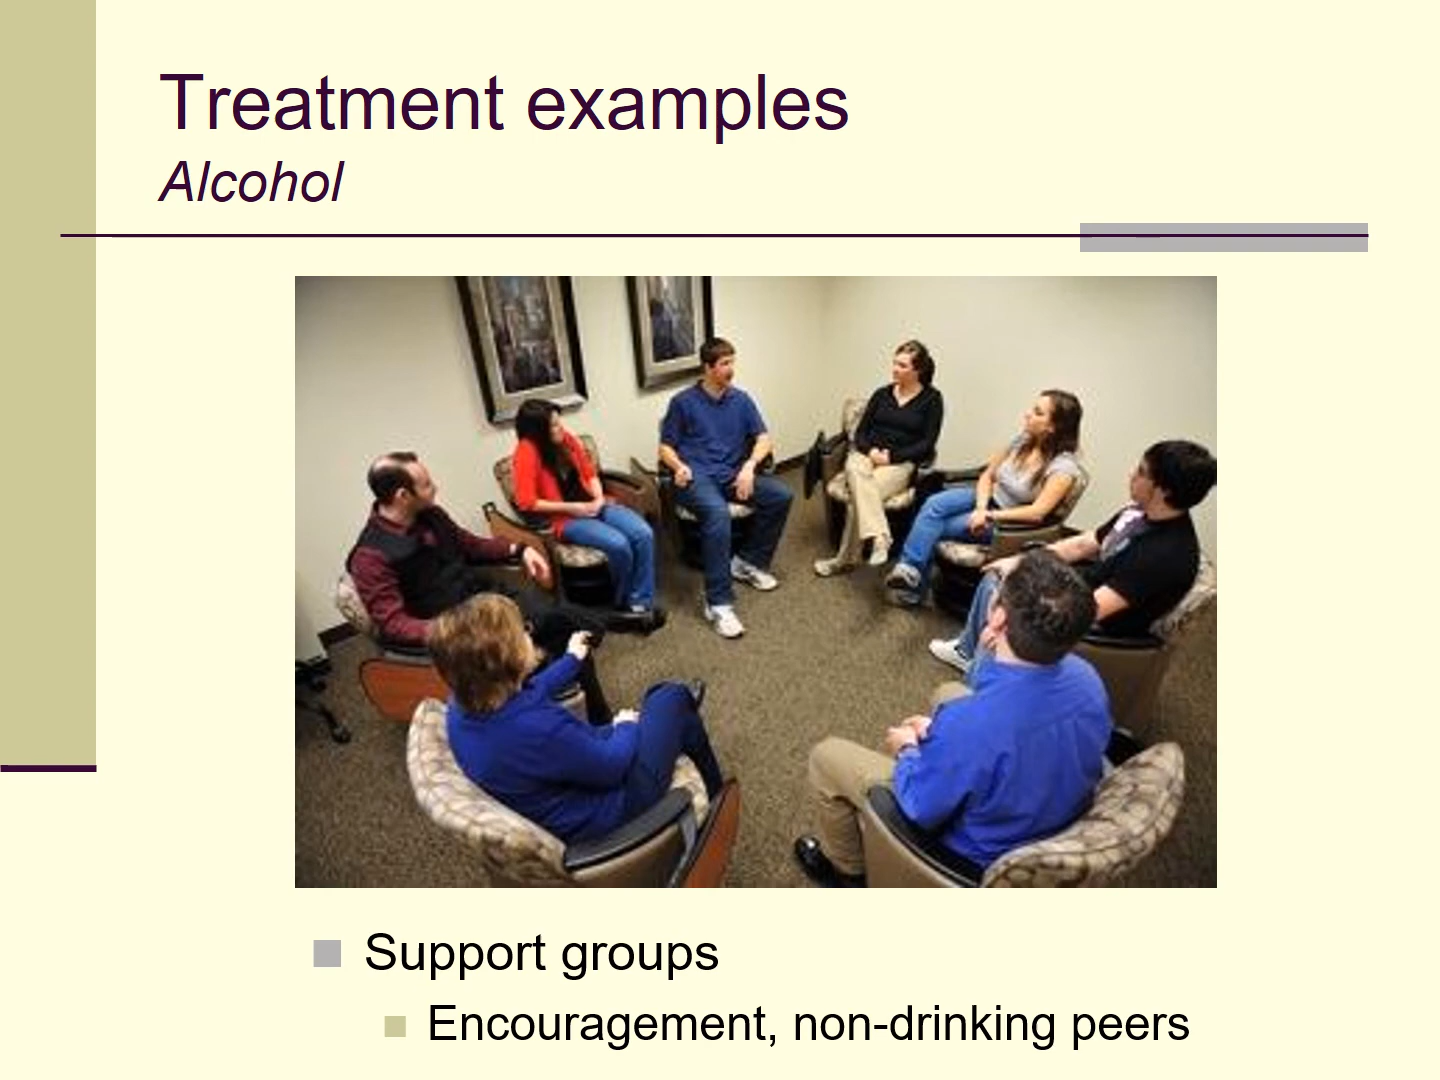 Treatment examples
Alcohol
Support groups
Encouragement, non-drinking peers